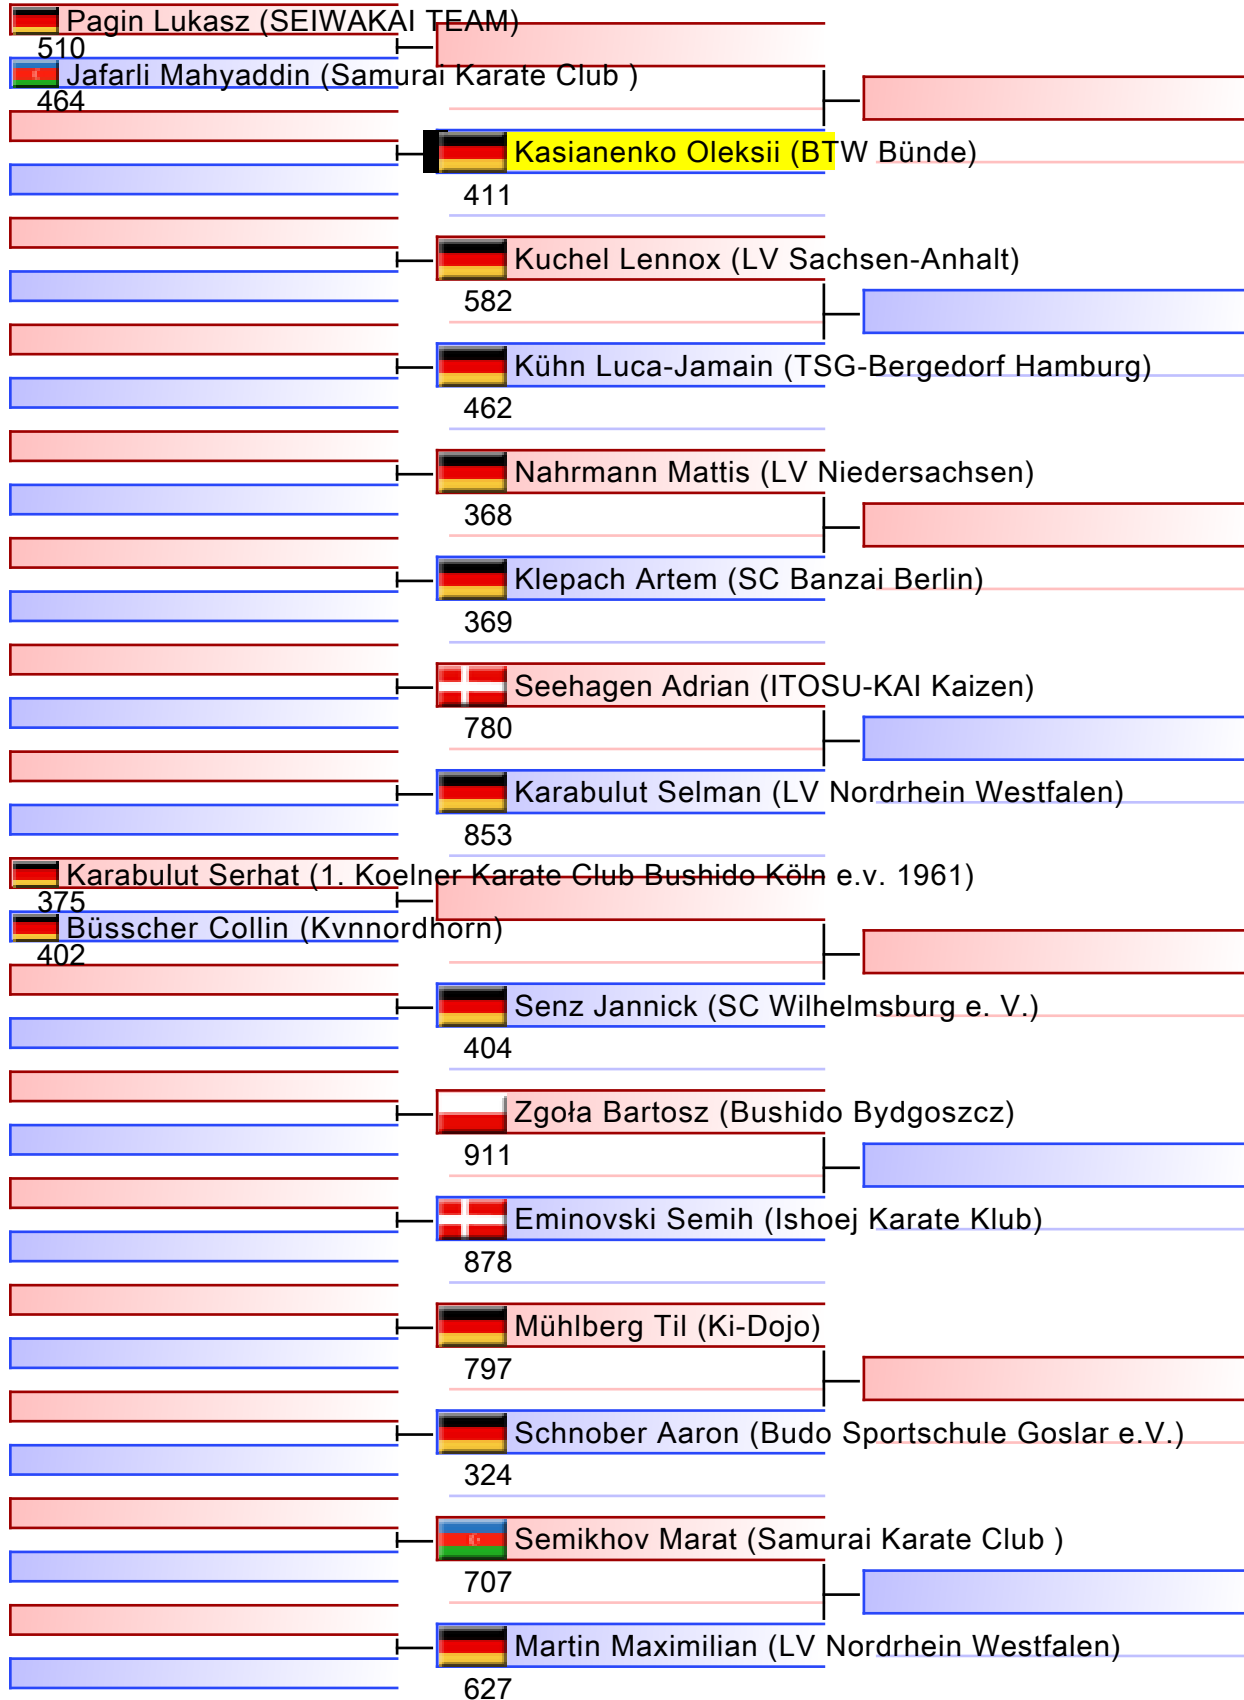 Pagin Lukasz (SEIWAKAI TEAM)
510
Jafarli Mahyaddin (Samurai Karate Club )
464
Kasianenko Oleksii (BTW Bünde)
411
Kuchel Lennox (LV Sachsen-Anhalt)
582
Kühn Luca-Jamain (TSG-Bergedorf Hamburg)
462
Nahrmann Mattis (LV Niedersachsen)
368
Klepach Artem (SC Banzai Berlin)
369
Seehagen Adrian (ITOSU-KAI Kaizen)
780
Karabulut Selman (LV Nordrhein Westfalen)
853
Karabulut Serhat (1. Koelner Karate Club Bushido Köln e.v. 1961)
375
Büsscher Collin (Kvnnordhorn)
402
Senz Jannick (SC Wilhelmsburg e. V.)
404
Zgoła Bartosz (Bushido Bydgoszcz)
911
Eminovski Semih (Ishoej Karate Klub)
878
Mühlberg Til (Ki-Dojo)
797
Schnober Aaron (Budo Sportschule Goslar e.V.)
324
Semikhov Marat (Samurai Karate Club )
707
Martin Maximilian (LV Nordrhein Westfalen)
627